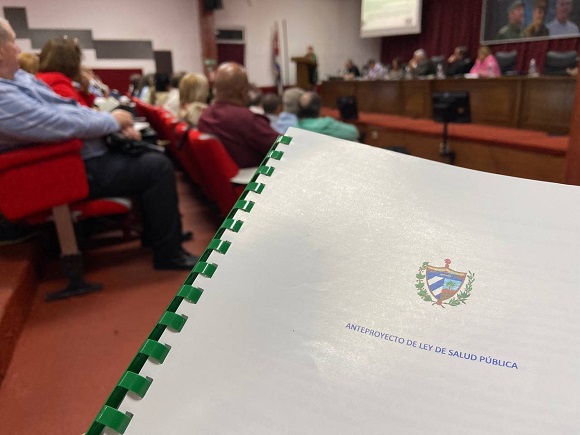 ANTEPROYECTO DE LEY DE SALUD PÚBLICA